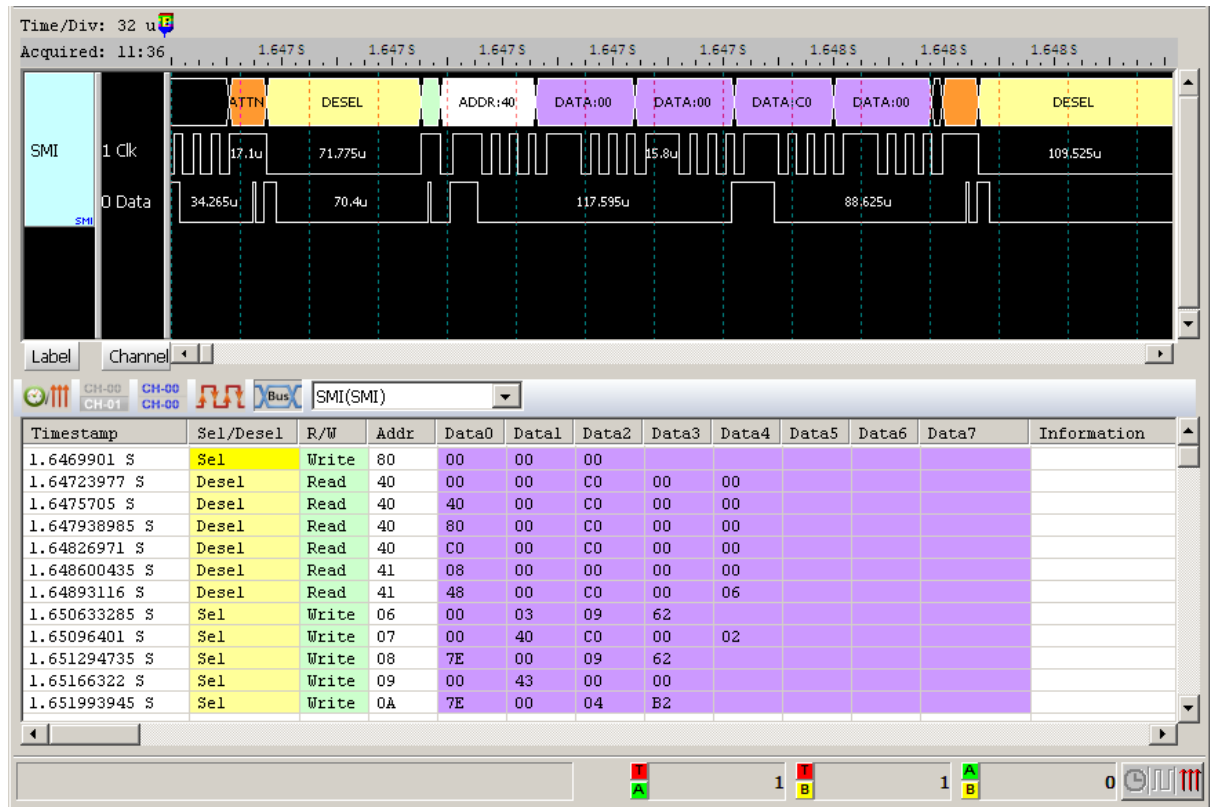 Time/Div: 32 u
B
Acquired: 11:36
1.647 S 1.647 S 1.647 S 1.647 S 1.647 S 1.648 S 1.648 S 1.648 S
ATTN DESEL ADDR:40 DATA:00 DATA:00 DATA:C0 DATA:00 DESEL
SMI 1 Clk 17.1u 71.775u 15.8u 109.525u
0 Data 34.265u 70.4u 117.595u 88.625u
SMI
Label Channel
CH-00 CH-01 CH-00 CH-00 Bus SMI(SMI)
Timestamp Sel/Desel R/W Addr Data0 Data1 Data2 Data3 Data4 Data5 Data6 Data7 Information
1.6469901 S Sel Write 80 00 00 00
1.64723977 S Desel Read 40 00 00 C0 00 00
1.6475705 S Desel Read 40 40 00 C0 00 00
1.647938985 S Desel Read 40 80 00 C0 00 00
1.64826971 S Desel Read 40 C0 00 C0 00 00
1.648600435 S Desel Read 41 08 00 00 00 00
1.64893116 S Desel Read 41 48 00 C0 00 06
1.650633285 S Sel Write 06 00 03 09 62
1.65096401 S Sel Write 07 00 40 C0 00 02
1.651294735 S Sel Write 08 7E 00 09 62
1.65166322 S Sel Write 09 00 43 00 00
1.651993945 S Sel Write 0A 7E 00 04 B2
T A 1 T B 1 A B 0